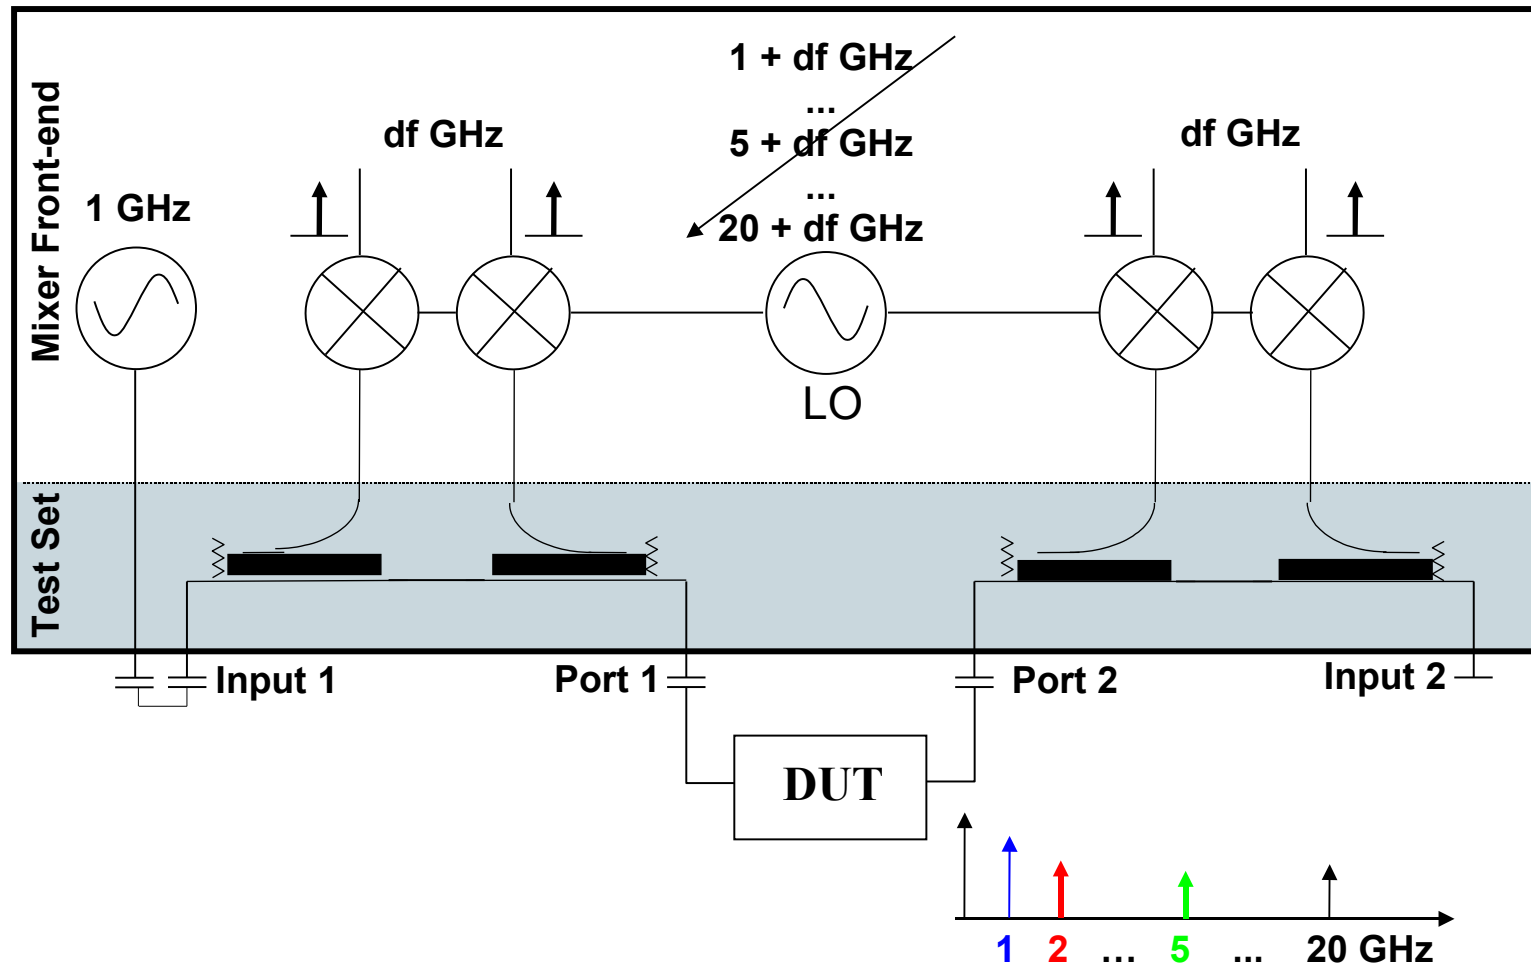 Mixer Front-end
1 + df GHz
...
5 + df GHz
...
20 + df GHz
df GHz
df GHz
1 GHz
LO
Test Set
Input 1
Port 1
Port 2
Input 2
DUT
1 2 ... 5 ... 20 GHz